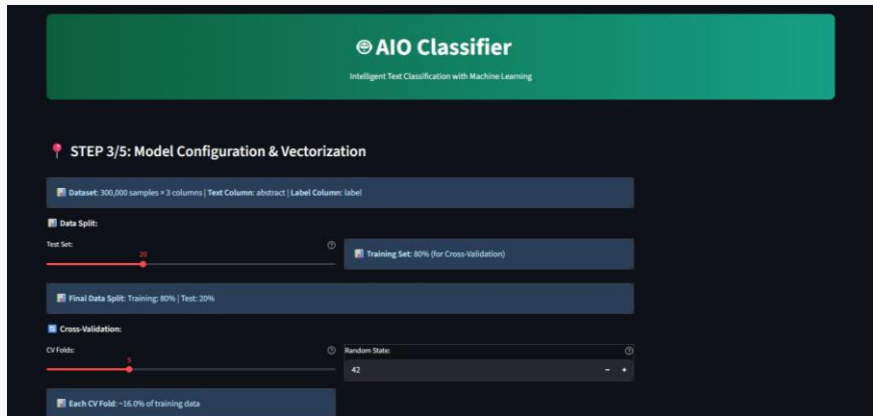 AIO Classifier
Intelligent Text Classification with Machine Learning
STEP 3/5: Model Configuration & Vectorization
Dataset: 300,000 samples × 3 columns | Text Column: abstract | Label Column: label
Data Split:
Test Set:
20
Training Set: 80% (for Cross-Validation)
Final Data Split: Training: 80% | Test: 20%
Cross-Validation:
CV Folds:
5
Random State:
42
- +
Each CV Fold: ~16.0% of training data